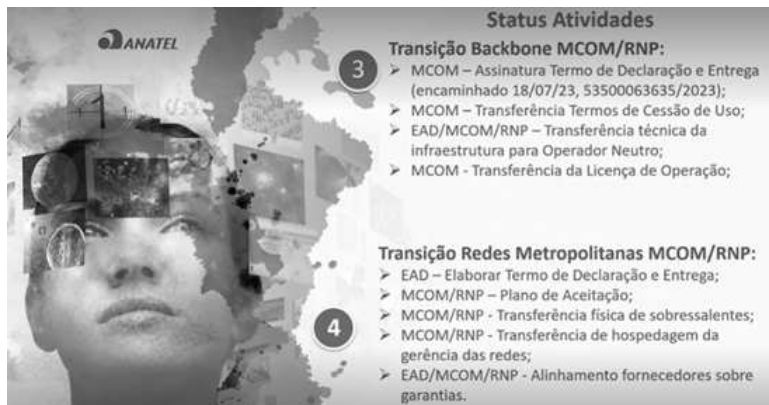 ANATEL
Status Atividades
3
Transição Backbone MCOM/RNP:
➤ MCOM – Assinatura Termo de Declaração e Entrega
(encaminhado 18/07/23, 53500063635/2023);
➤ MCOM – Transferência Termos de Cessão de Uso;
➤ EAD/MCOM/RNP – Transferência técnica da
infraestrutura para Operador Neutro;
➤ MCOM - Transferência da Licença de Operação;
Transição Redes Metropolitanas MCOM/RNP:
4
➤ EAD – Elaborar Termo de Declaração e Entrega;
➤ MCOM/RNP – Plano de Aceitação;
➤ MCOM/RNP - Transferência física de sobressalentes;
➤ MCOM/RNP - Transferência de hospedagem da
gerência das redes;
➤ EAD/MCOM/RNP - Alinhamento fornecedores sobre
garantias.